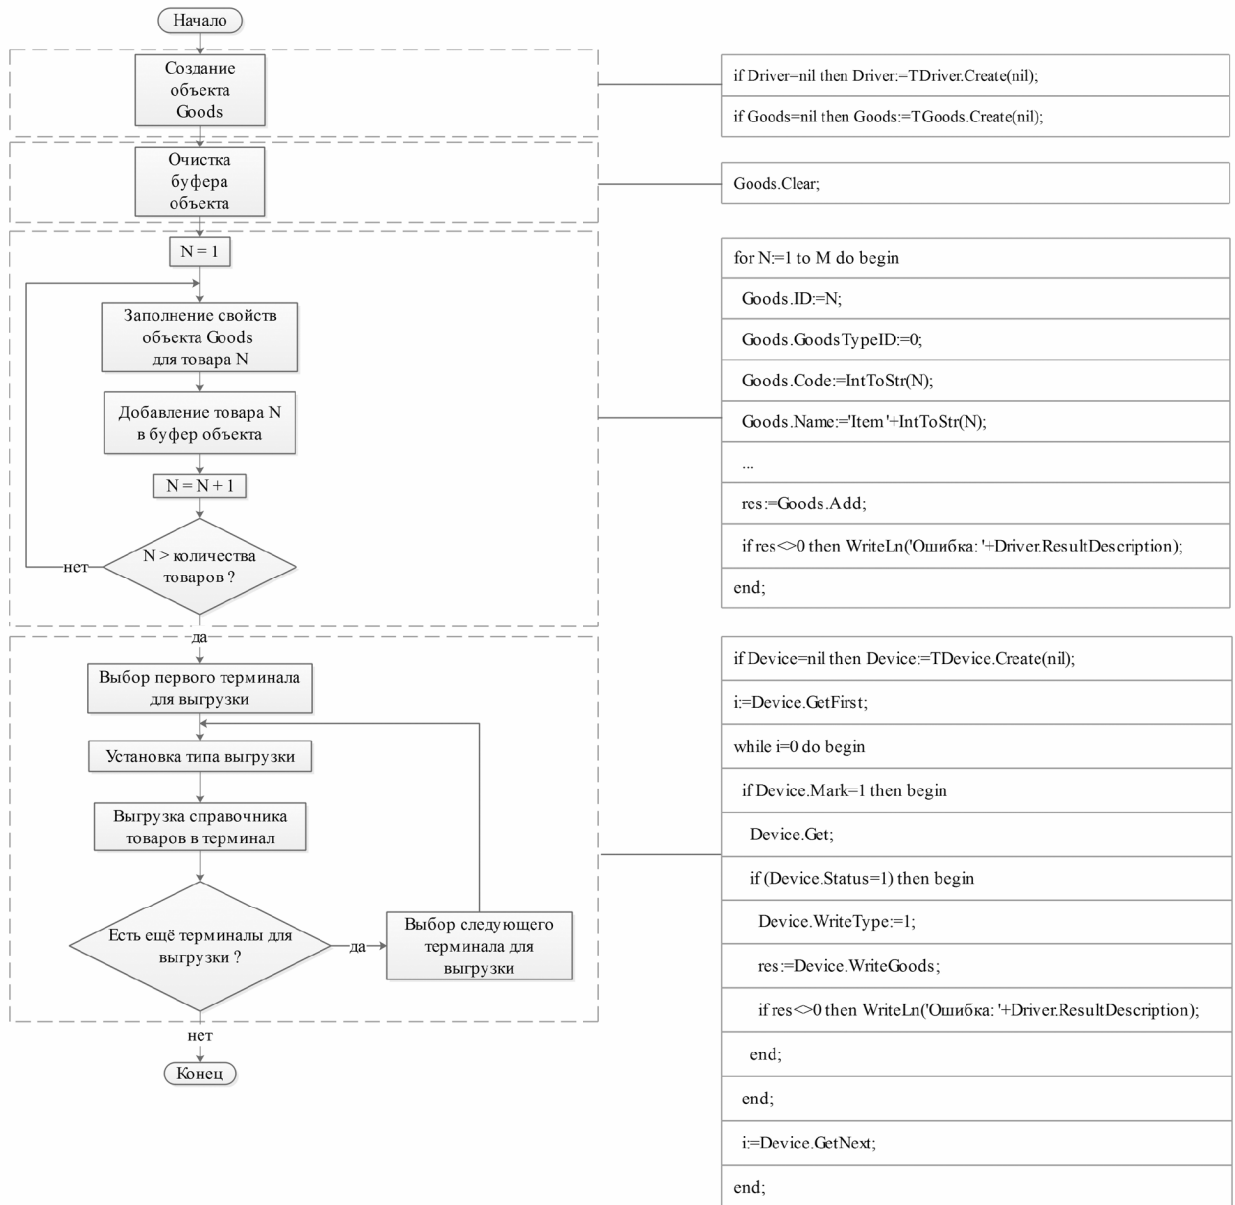 Начало
Создание
объекта
Goods
Очистка
буфера
объекта
N = 1
Заполнение свойств
объекта Goods
для товара N
Добавление товара N
в буфер объекта
N = N + 1
N > количества
товаров ?
нет
да
Выбор первого терминала
для выгрузки
Установка типа выгрузки
Выгрузка справочника
товаров в терминал
Есть ещё терминалы для
выгрузки ?
да
Выбор следующего
терминала для
выгрузки
нет
Конец
if Driver=nil then Driver:=TDriver.Create(nil);
if Goods=nil then Goods:=TGoods.Create(nil);
Goods.Clear;
for N:=1 to M do begin
Goods.ID:=N;
Goods.GoodsTypeID:=0;
Goods.Code:=IntToStr(N);
Goods.Name:='Item '+IntToStr(N);
...
res:=Goods.Add;
if res<>0 then WriteLn('Ошибка: '+Driver.ResultDescription);
end;
if Device=nil then Device:=TDevice.Create(nil);
i:=Device.GetFirst;
while i=0 do begin
if Device.Mark=1 then begin
Device.Get;
if (Device.Status=1) then begin
Device.WriteType:=1;
res:=Device.WriteGoods;
if res<>0 then WriteLn('Ошибка: '+Driver.ResultDescription);
end;
end;
i:=Device.GetNext;
end;